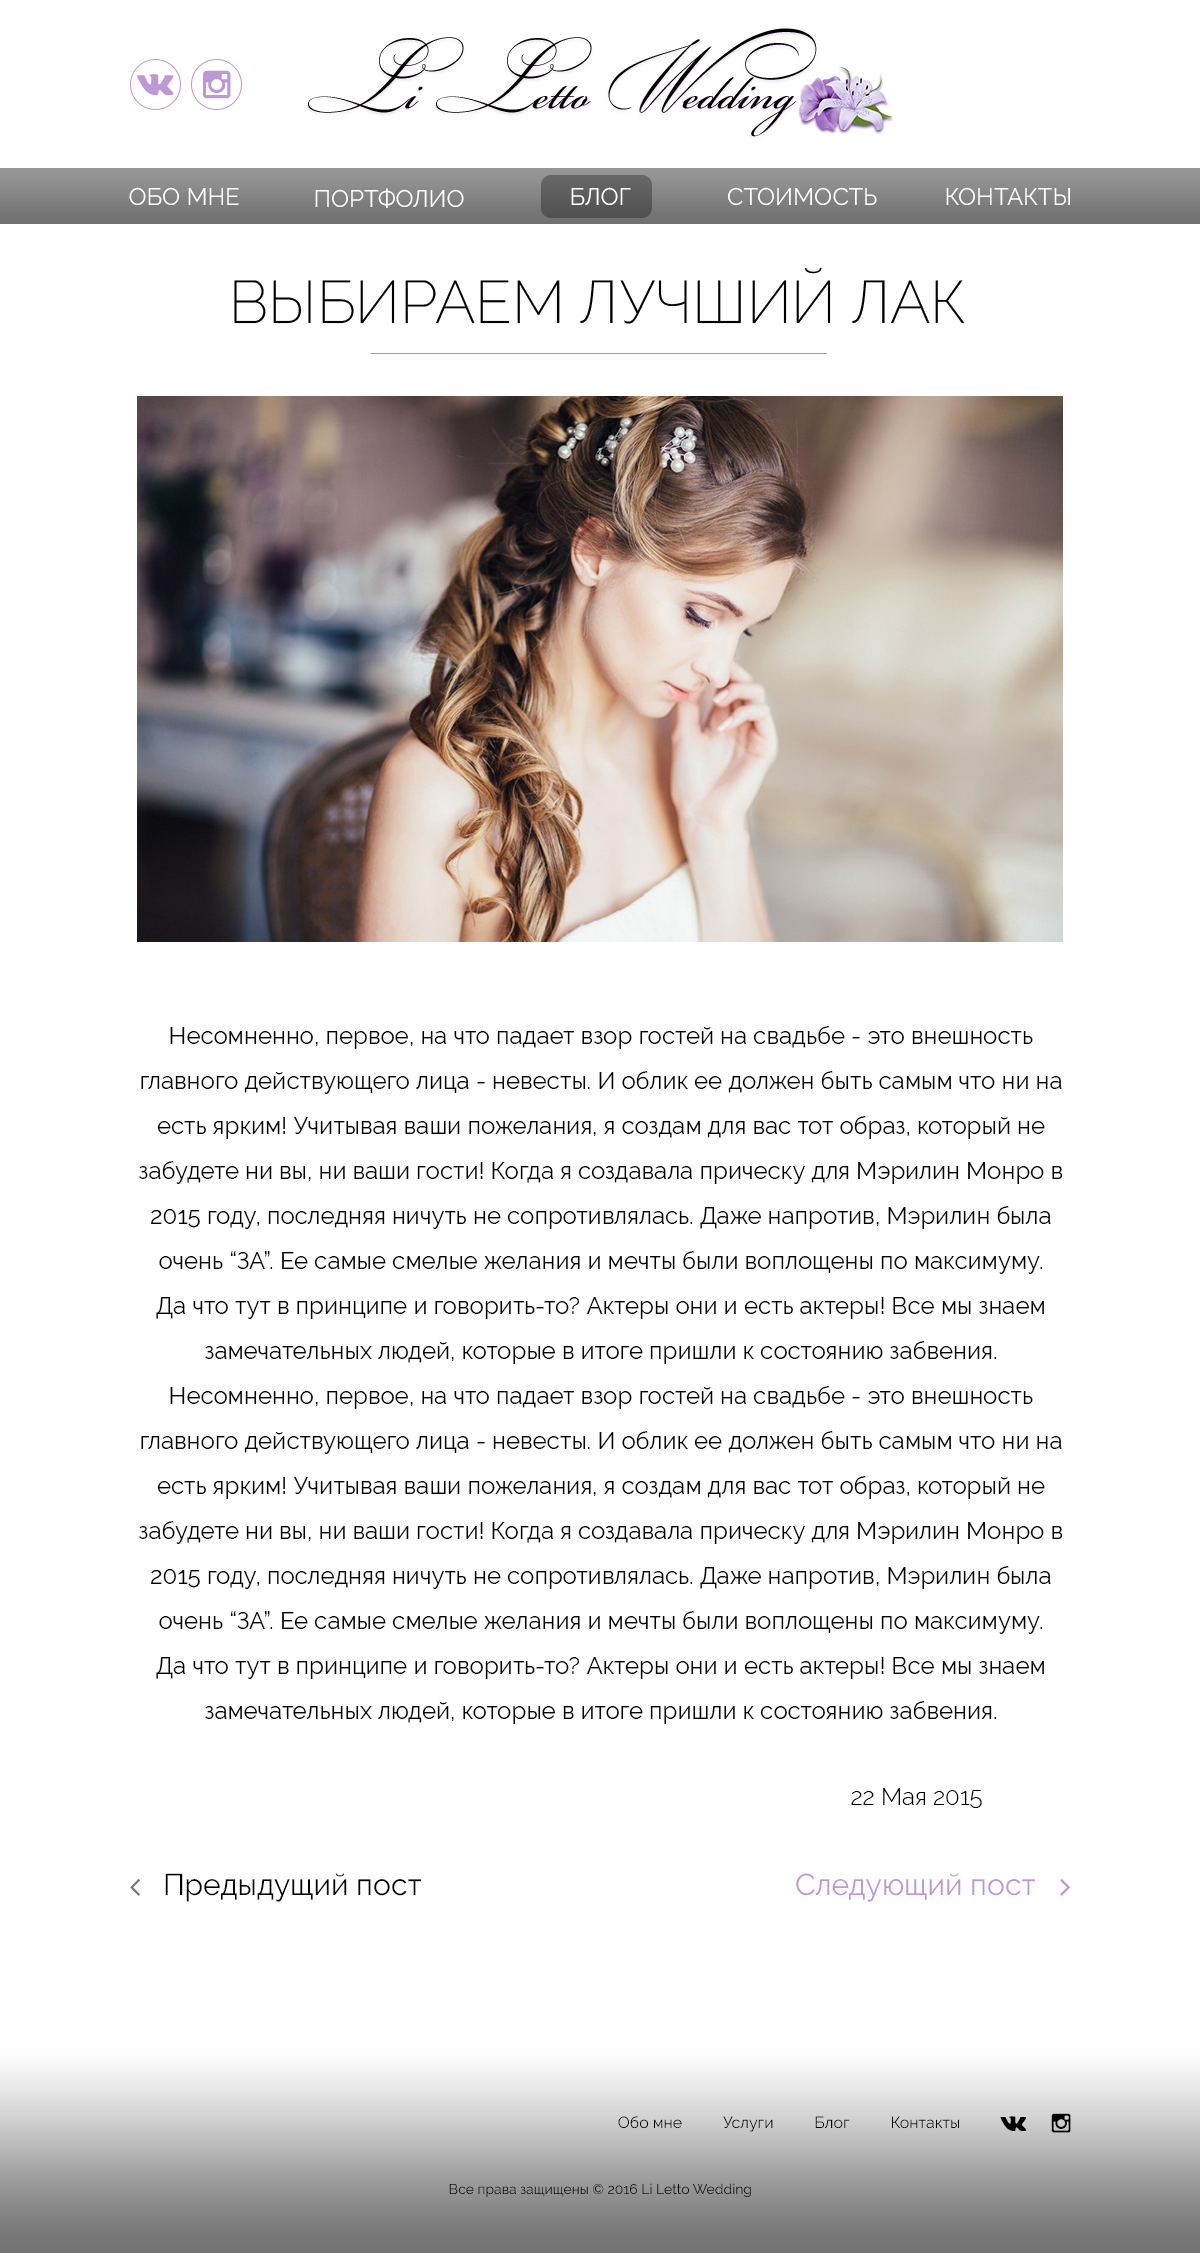 Li Letto Wedding
ОБО МНЕ ПОРТФОЛИО БЛОГ СТОИМОСТЬ КОНТАКТЫ
ВЫБИРАЕМ ЛУЧШИЙ ЛАК
Несомненно, первое, на что падает взор гостей на свадьбе - это внешность
главного действующего лица - невесты. И облик ее должен быть самым что ни на
есть ярким! Учитывая ваши пожелания, я создам для вас тот образ, который не
забудете ни вы, ни ваши гости! Когда я создавала прическу для Мэрилин Монро в
2015 году, последняя ничуть не сопротивлялась. Даже напротив, Мэрилин была
очень “ЗА”. Ее самые смелые желания и мечты были воплощены по максимуму.
Да что тут в принципе и говорить-то? Актеры они и есть актеры! Все мы знаем
замечательных людей, которые в итоге пришли к состоянию забвения.
Несомненно, первое, на что падает взор гостей на свадьбе - это внешность
главного действующего лица - невесты. И облик ее должен быть самым что ни на
есть ярким! Учитывая ваши пожелания, я создам для вас тот образ, который не
забудете ни вы, ни ваши гости! Когда я создавала прическу для Мэрилин Монро в
2015 году, последняя ничуть не сопротивлялась. Даже напротив, Мэрилин была
очень “ЗА”. Ее самые смелые желания и мечты были воплощены по максимуму.
Да что тут в принципе и говорить-то? Актеры они и есть актеры! Все мы знаем
замечательных людей, которые в итоге пришли к состоянию забвения.
22 Мая 2015
Предыдущий пост Следующий пост
Обо мне Услуги Блог Контакты
Все права защищены © 2016 Li Letto Wedding